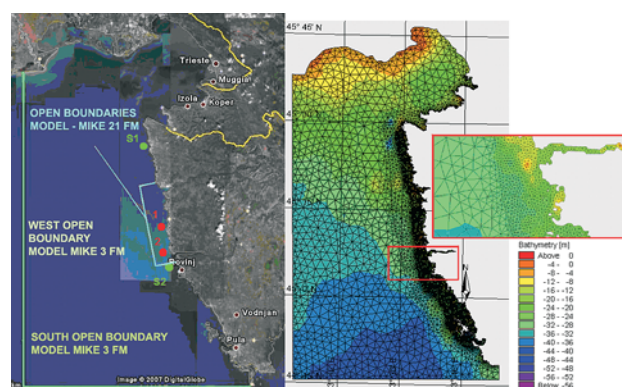 Trieste
Muggia
Izola
Koper
OPEN BOUNDARIES
MODEL - MIKE 21 FM
S1
WEST OPEN
BOUNDARY
MODEL MIKE 3 FM
1
2
S2
Rovinj
SOUTH OPEN BOUNDARY
MODEL MIKE 3 FM
Vodnjan
Pula
Image © 2007 DigitalGlobe
45° 45' N
N
Bathymetry [m]
Above 0
-4 - 0
-8 - -4
-12 - -8
-16 - -12
-20 - -16
-24 - -20
-28 - -24
-32 - -28
-36 - -32
-40 - -36
-44 - -40
-48 - -44
-52 - -48
-56 - -52
Below -56